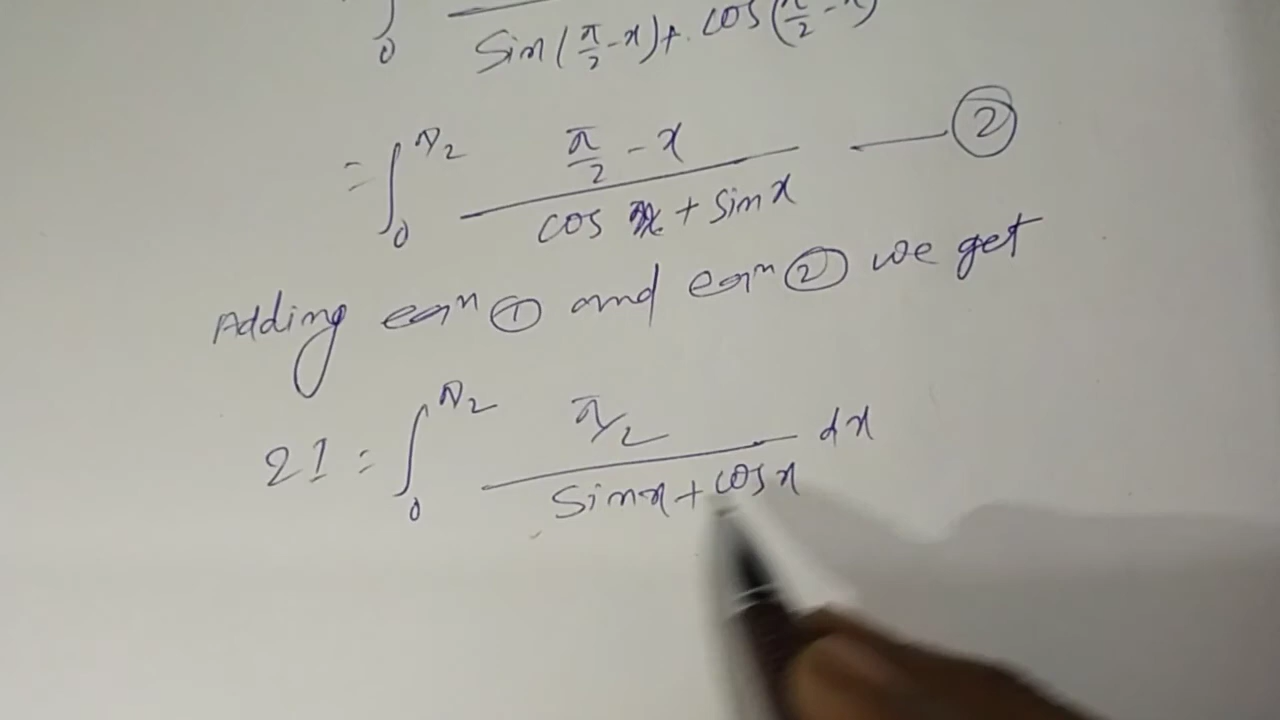 ∫₀ Sin(π/2-x)+ cos(π/2-x)
= ∫₀^π/2 (π/2 - x)/(cos x + Sin x) — ②
Adding eqⁿ ① and eqⁿ ② we get
2I = ∫₀^π/2 (π/2)/(Sin x + cos x) dx